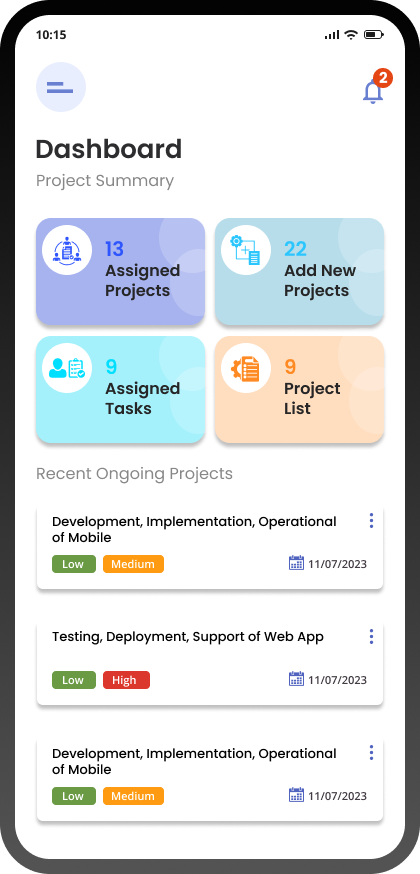 10:15
2
Dashboard
Project Summary
13
Assigned
Projects
22
Add New
Projects
9
Assigned
Tasks
9
Project
List
Recent Ongoing Projects
Development, Implementation, Operational
of Mobile
Low Medium 11/07/2023
Testing, Deployment, Support of Web App
Low High 11/07/2023
Development, Implementation, Operational
of Mobile
Low Medium 11/07/2023